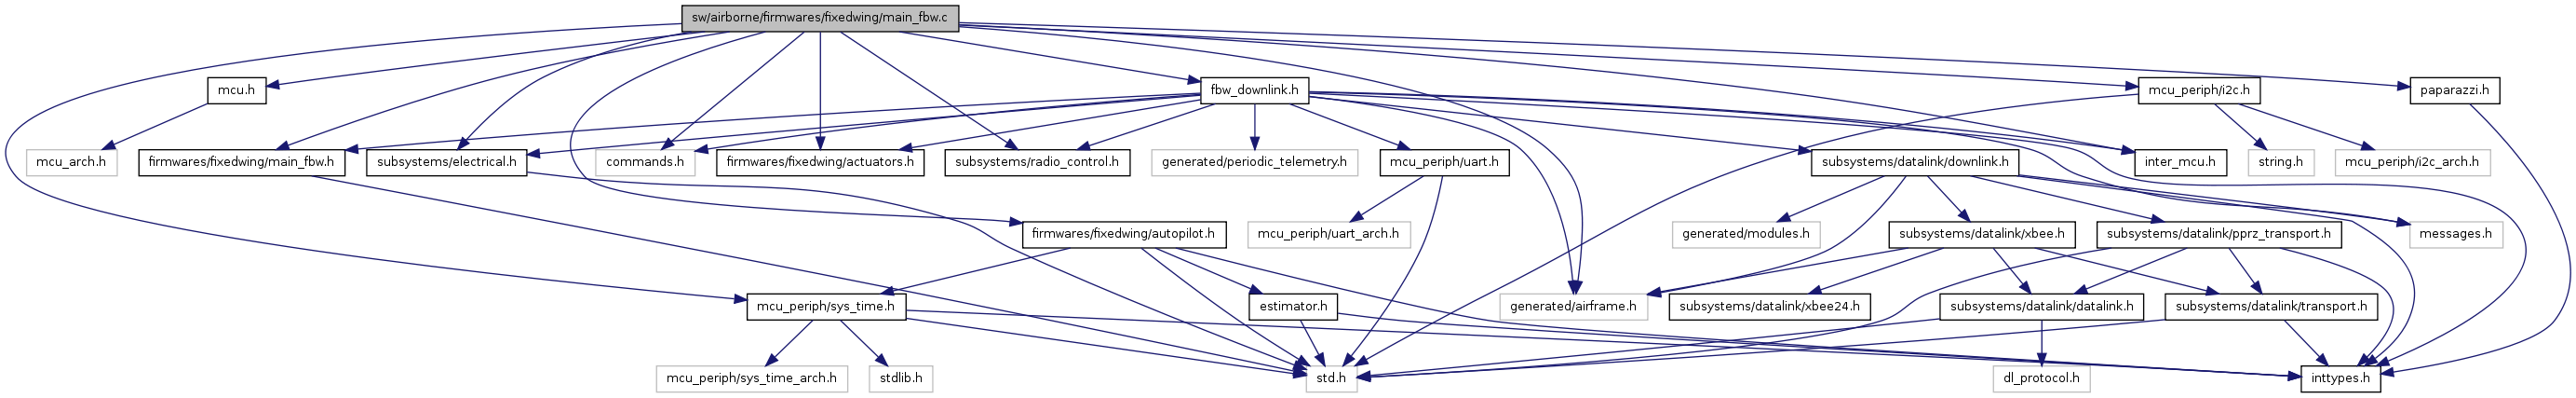 sw/airborne/firmwares/fixedwing/main_fbw.c
mcu.h
fbw_downlink.h
mcu_periph/i2c.h
paparazzi.h
mcu_arch.h
firmwares/fixedwing/main_fbw.h
subsystems/electrical.h
commands.h
firmwares/fixedwing/actuators.h
subsystems/radio_control.h
generated/periodic_telemetry.h
mcu_periph/uart.h
subsystems/datalink/downlink.h
inter_mcu.h
string.h
mcu_periph/i2c_arch.h
firmwares/fixedwing/autopilot.h
mcu_periph/uart_arch.h
generated/modules.h
subsystems/datalink/xbee.h
subsystems/datalink/pprz_transport.h
messages.h
mcu_periph/sys_time.h
estimator.h
generated/airframe.h
subsystems/datalink/xbee24.h
subsystems/datalink/datalink.h
subsystems/datalink/transport.h
mcu_periph/sys_time_arch.h
stdlib.h
std.h
dl_protocol.h
inttypes.h